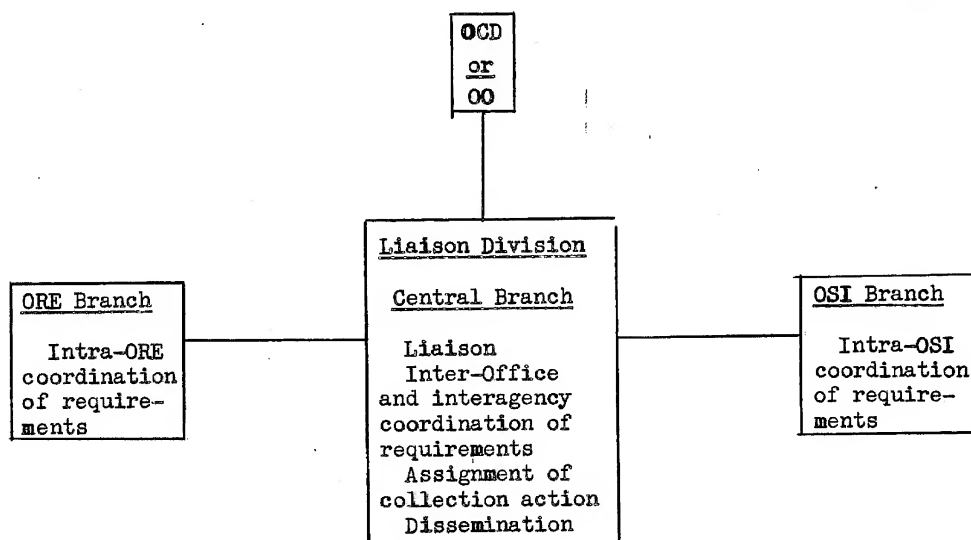 OCD
or
OO
Liaison Division
Central Branch
Liaison
Inter-Office
and interagency
coordination of
requirements
Assignment of
collection action
Dissemination
ORE Branch
Intra-ORE
coordination
of require-
ments
OSI Branch
Intra-OSI
coordination
of require-
ments